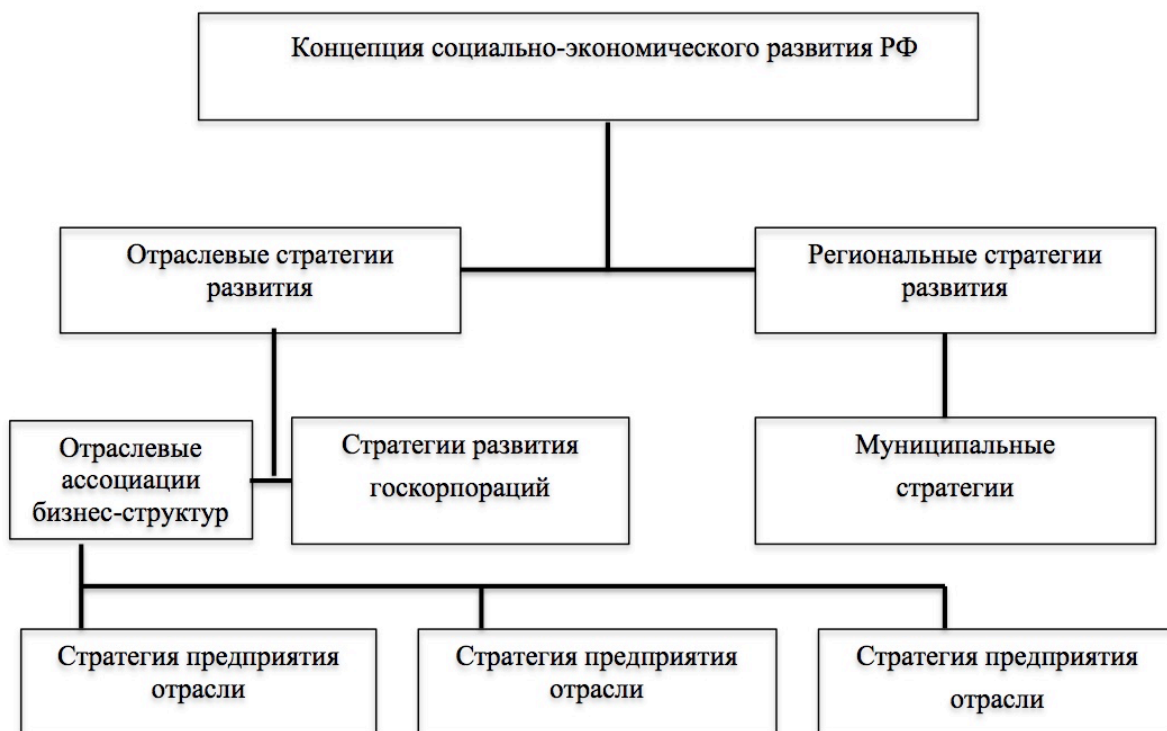 Концепция социально-экономического развития РФ
Отраслевые стратегии
развития
Региональные стратегии
развития
Отраслевые
ассоциации
бизнес-структур
Стратегии развития
госкорпораций
Муниципальные
стратегии
Стратегия предприятия
отрасли
Стратегия предприятия
отрасли
Стратегия предприятия
отрасли